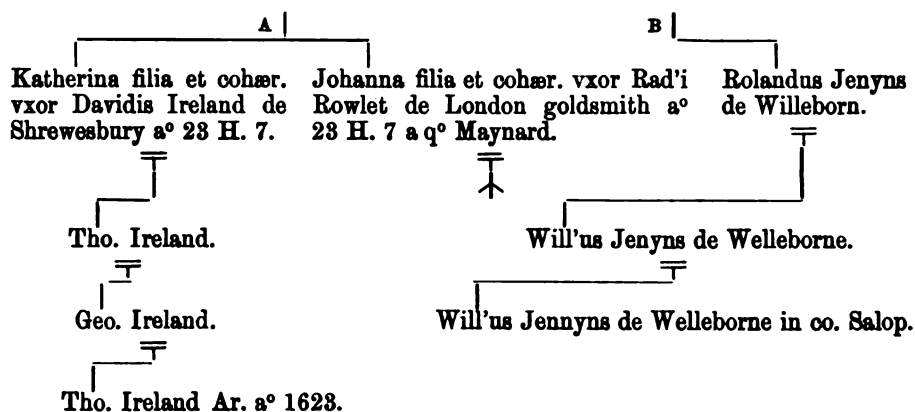 A B
Katherina filia et cohær.
vxor Davidis Ireland de
Shrewesbury aº 23 H. 7.
Johanna filia et cohær. vxor Rad'i
Rowlet de London goldsmith aº
23 H. 7 a qº Maynard.
Rolandus Jenyns
de Willeborn.
Tho. Ireland.
Will'us Jenyns de Welleborne.
Geo. Ireland.
Will'us Jennyns de Welleborne in co. Salop.
Tho. Ireland Ar. aº 1623.